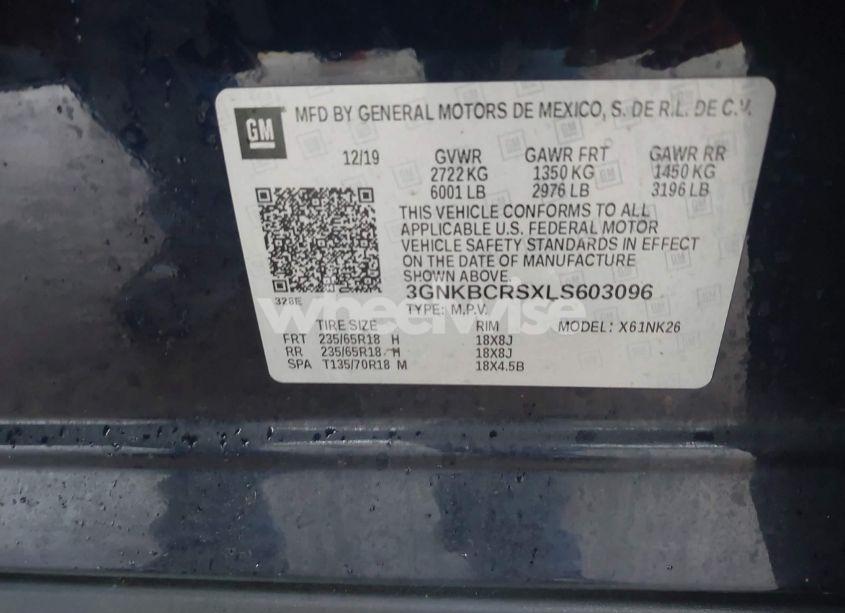 GM
MFD BY GENERAL MOTORS DE MEXICO, S. DE R.L. DE C.V.
12/19 GVWR GAWR FRT GAWR RR
2722 KG 1350 KG 1450 KG
6001 LB 2976 LB 3196 LB
THIS VEHICLE CONFORMS TO ALL
APPLICABLE U.S. FEDERAL MOTOR
VEHICLE SAFETY STANDARDS IN EFFECT
ON THE DATE OF MANUFACTURE
SHOWN ABOVE.
328E 3GNKBCRSXLS603096
wheelwise
TYPE: M.P.V.
TIRE SIZE RIM MODEL: X61NK26
FRT 235/65R18 H 18X8J
RR 235/65R18 H 18X8J
SPA T135/70R18 M 18X4.5B